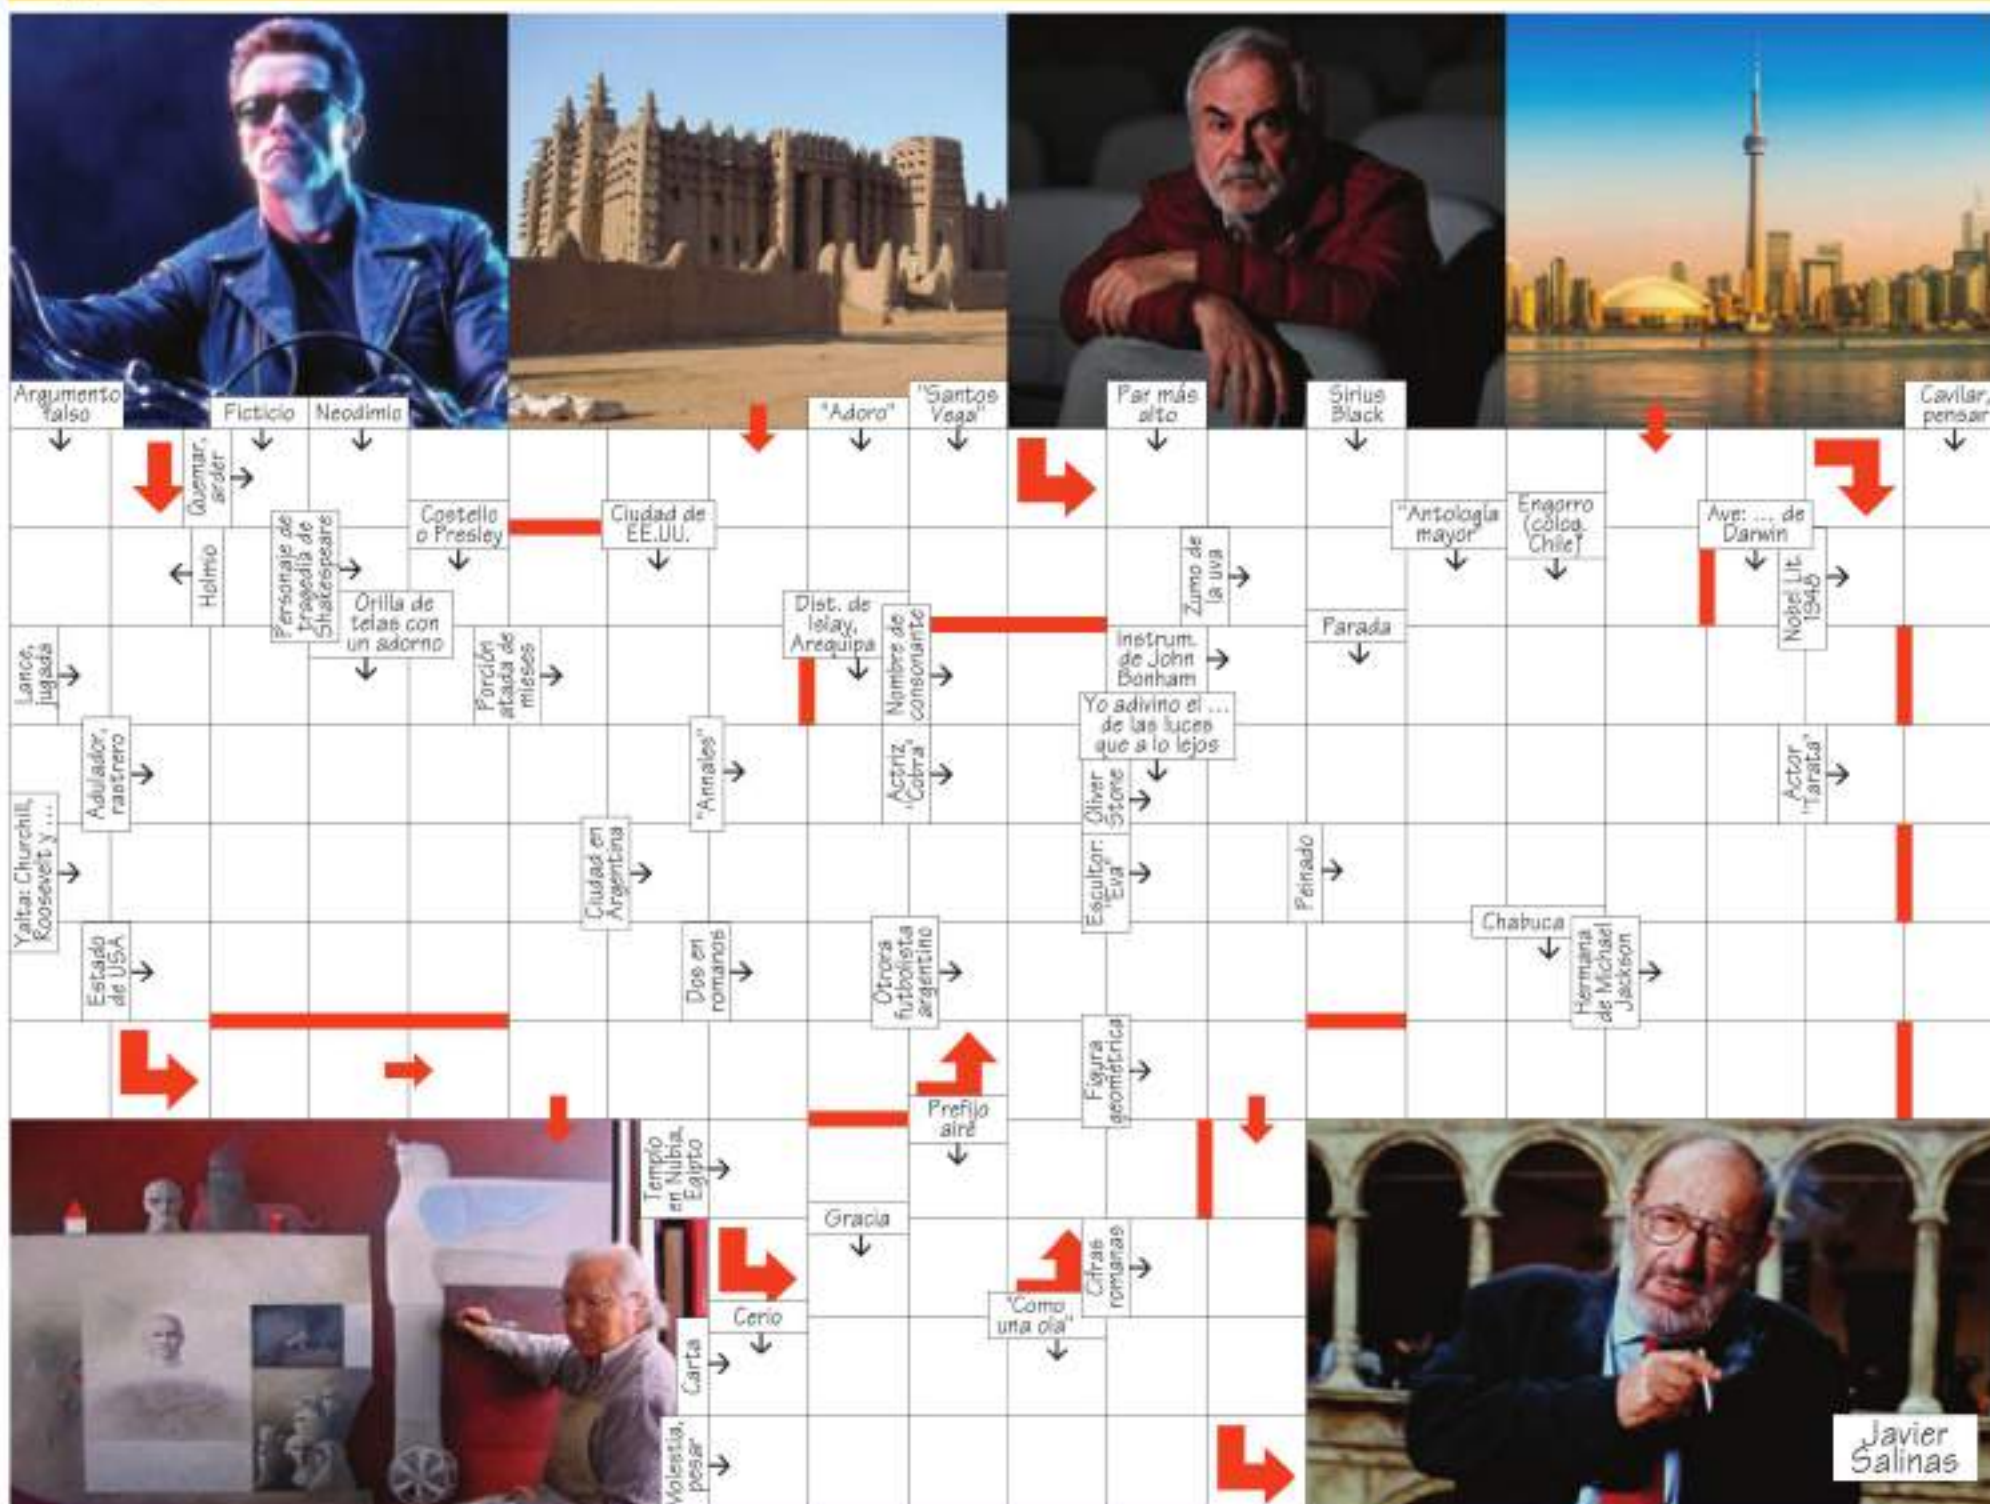 Argumento
falso
Ficticio
Neodimio
"Adoro"
"Santos
Vega"
Par más
alto
Sirius
Black
Cavilar,
pensar
Quemar,
arder
Costello
o Presley
Ciudad de
EE.UU.
"Antología
mayor"
Engorro
(coloq.
Chile)
Ave: ... de
Darwin
Holmio
Personaje de
tragedia de
Shakespeare
Orilla de
telas con
un adorno
Dist. de
Islay,
Arequipa
Zumo de
la uva
Parada
Nobel Lit.
1948
Lance,
jugada
Porción
atada de
mieses
Nombre de
consonante
Instrum.
de John
Bonham
Yo adivino el ...
de las luces
que a lo lejos
Adulador,
rastrero
"Annales"
Actriz
"Cobra"
Oliver
Stone
Actor
"Tarata"
Yalta: Churchill,
Roosevelt y ...
Ciudad en
Argentina
Escultor:
"Eva"
Peinado
Chabuca
Estado
de USA
Dos en
romanos
Otrora
futbolista
argentino
Hermana
de Michael
Jackson
Figura
geométrica
Prefijo
aire
Templo
en Nubia,
Egipto
Gracia
Cifras
romanas
Cerio
"Como
una ola"
Carta
Molestia,
pesar
Javier
Salinas